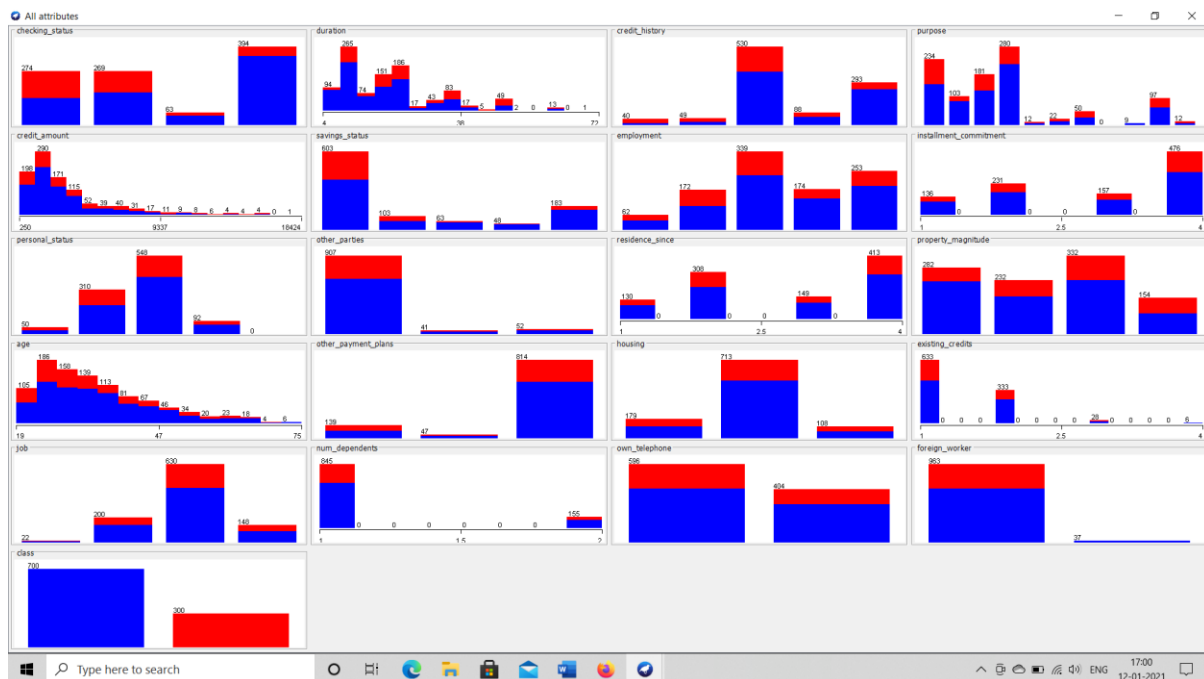 All attributes
checking_status
274 269 63 394
duration
94 265 74 151 186 17 43 83 17 5 49 2 0 13 0 1
4 38 72
credit_history
40 49 530 88 293
purpose
234 103 181 280 12 22 58 0 9 97 12
credit_amount
198 290 171 115 52 39 40 31 17 11 9 8 6 4 4 4 0 1
250 9337 18424
savings_status
603 103 63 48 183
employment
62 172 339 174 253
installment_commitment
136 0 231 0 0 157 0 476
1 2.5 4
personal_status
50 310 548 92 0
other_parties
907 41 52
residence_since
130 0 308 0 0 149 0 413
1 2.5 4
property_magnitude
282 232 332 154
age
105 186 158 139 113 81 67 46 34 20 23 18 4 6
19 47 75
other_payment_plans
139 47 814
housing
179 713 108
existing_credits
633 0 0 0 333 0 0 0 0 28 0 0 0 6
1 2.5 4
job
22 200 630 148
num_dependents
845 0 0 0 0 0 0 155
1 1.5 2
own_telephone
596 404
foreign_worker
963 37
class
700 300
Type here to search
ENG
17:00
12-01-2021